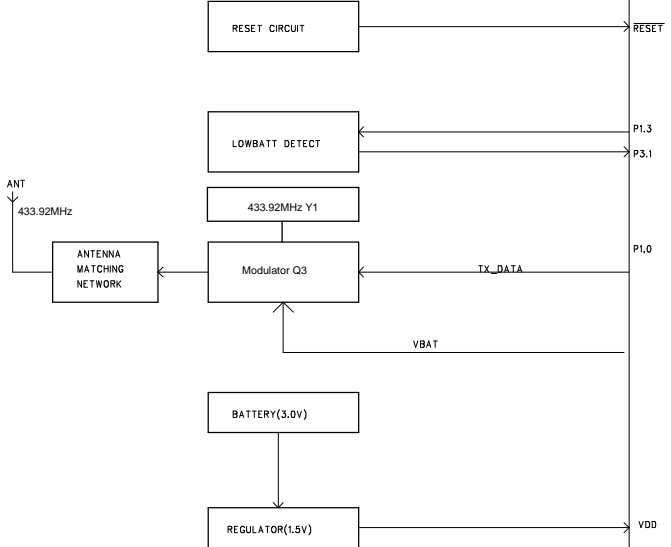 RESET CIRCUIT
RESET
P1.3
LOWBATT DETECT
P3.1
ANT
433.92MHz
433.92MHz Y1
P1.0
ANTENNA
MATCHING
NETWORK
Modulator Q3
TX_DATA
VBAT
BATTERY(3.0V)
REGULATOR(1.5V)
VDD